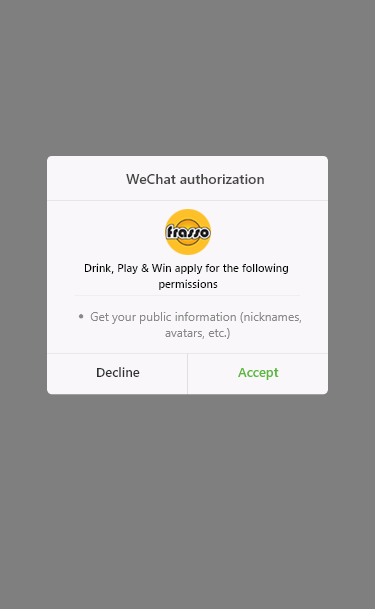 WeChat authorization
frasso
Drink, Play & Win apply for the following
permissions
• Get your public information (nicknames,
avatars, etc.)
Decline
Accept